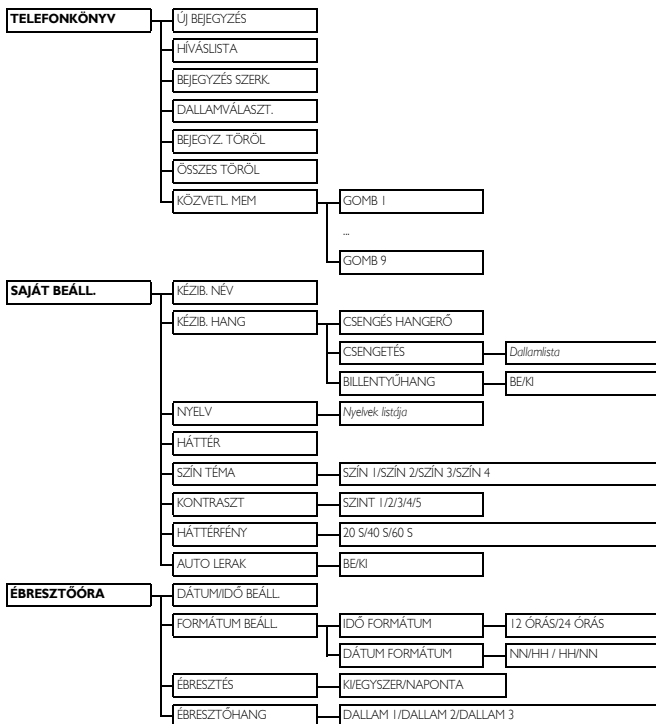 TELEFONKÖNYV
ÚJ BEJEGYZÉS
HÍVÁSLISTA
BEJEGYZÉS SZERK.
DALLAMVÁLASZT.
BEJEGYZ. TÖRÖL
ÖSSZES TÖRÖL
KÖZVETL. MEM
GOMB 1
...
GOMB 9
SAJÁT BEÁLL.
KÉZIB. NÉV
KÉZIB. HANG
CSENGÉS HANGERŐ
CSENGETÉS
Dallamlista
BILLENTYŰHANG
BE/KI
NYELV
Nyelvek listája
HÁTTÉR
SZÍN TÉMA
SZÍN 1/SZÍN 2/SZÍN 3/SZÍN 4
KONTRASZT
SZINT 1/2/3/4/5
HÁTTÉRFÉNY
20 S/40 S/60 S
AUTO LERAK
BE/KI
ÉBRESZTŐÓRA
DÁTUM/IDŐ BEÁLL.
FORMÁTUM BEÁLL.
IDŐ FORMÁTUM
12 ÓRÁS/24 ÓRÁS
DÁTUM FORMÁTUM
NN/HH / HH/NN
ÉBRESZTÉS
KI/EGYSZER/NAPONTA
ÉBRESZTŐHANG
DALLAM 1/DALLAM 2/DALLAM 3